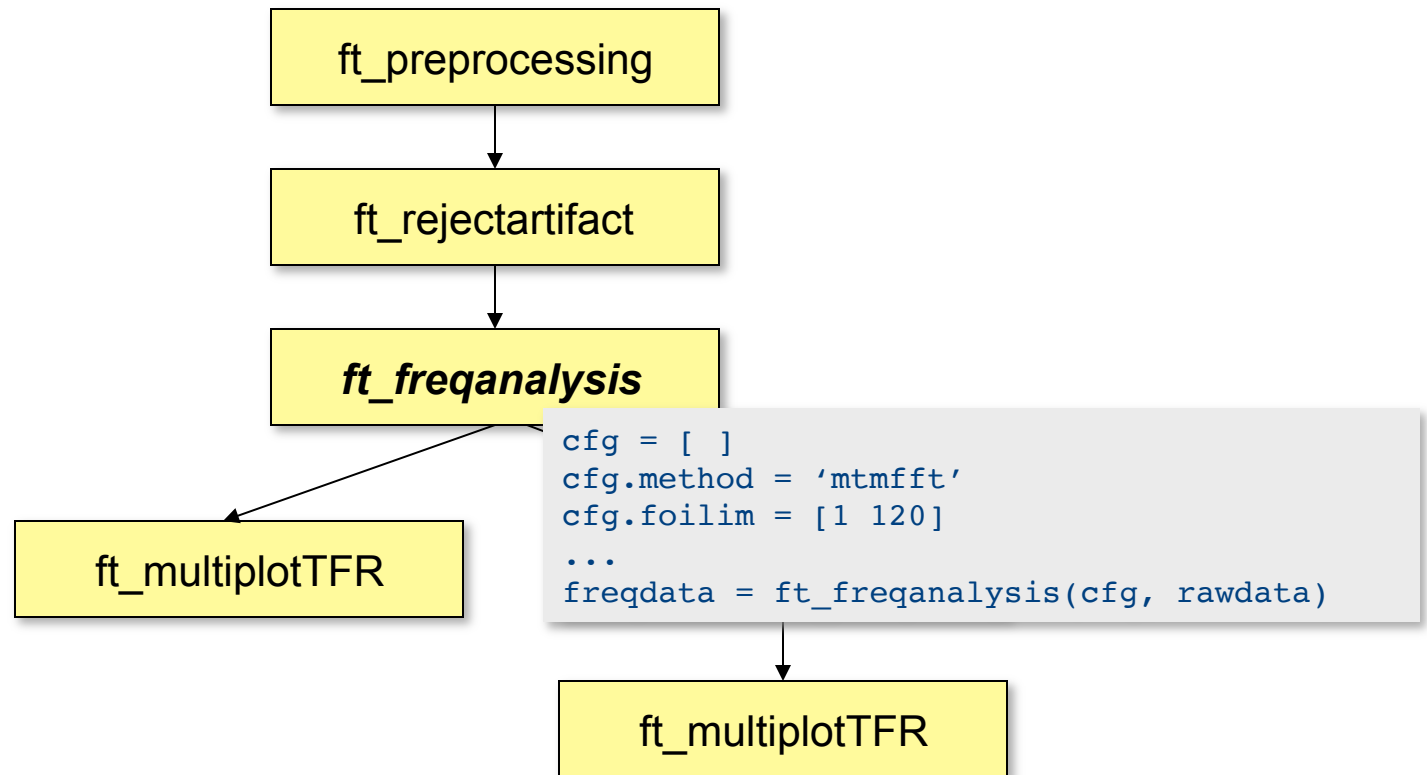 ft_preprocessing
ft_rejectartifact
ft_freqanalysis
cfg = [ ]
cfg.method = ‘mtmfft’
cfg.foilim = [1 120]
...
freqdata = ft_freqanalysis(cfg, rawdata)
ft_multiplotTFR
ft_multiplotTFR